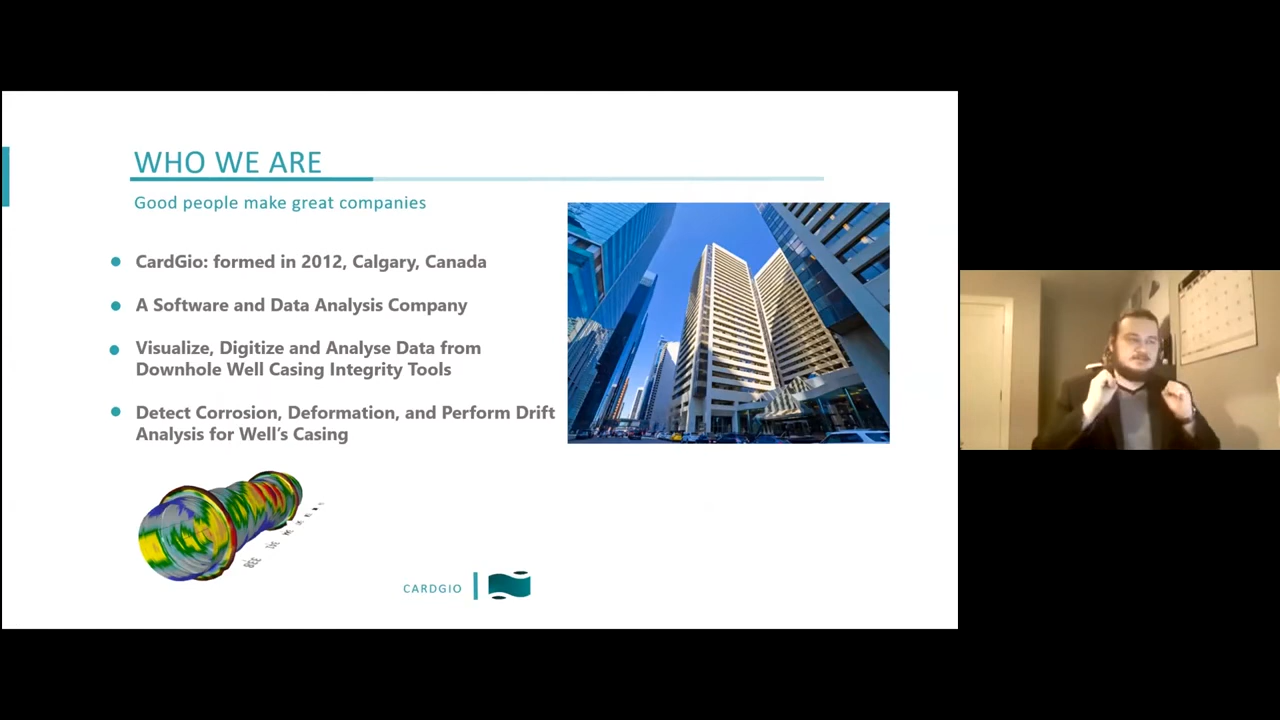 WHO WE ARE
Good people make great companies
CardGio: formed in 2012, Calgary, Canada
A Software and Data Analysis Company
Visualize, Digitize and Analyse Data from
Downhole Well Casing Integrity Tools
Detect Corrosion, Deformation, and Perform Drift
Analysis for Well's Casing
CARDGIO